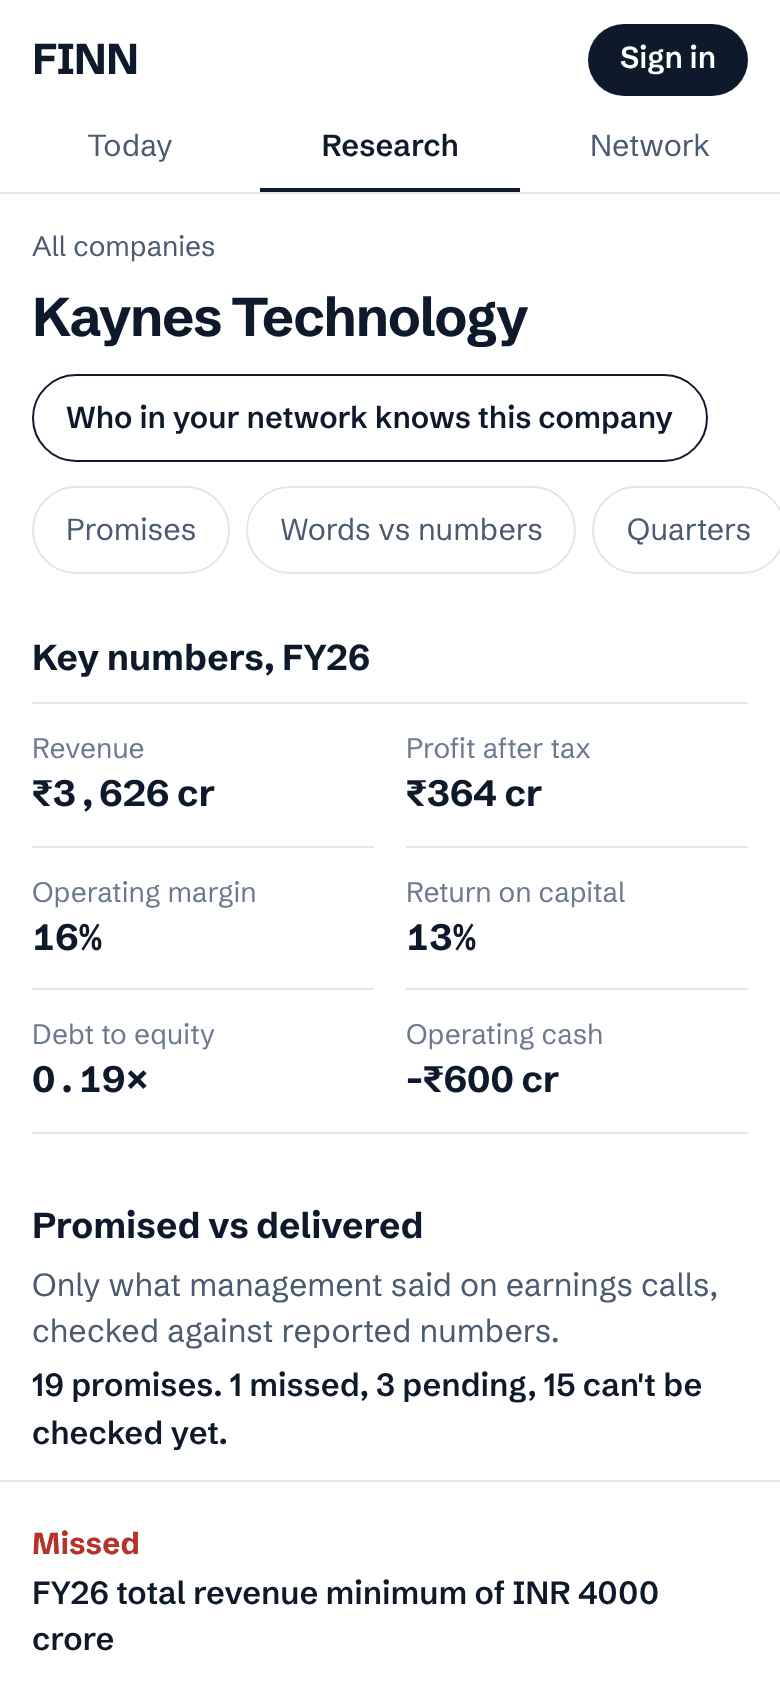 FINN
Sign in
Today
Research
Network
All companies
Kaynes Technology
Who in your network knows this company
Promises
Words vs numbers
Quarters
Key numbers, FY26
Revenue
₹3,626 cr
Profit after tax
₹364 cr
Operating margin
16%
Return on capital
13%
Debt to equity
0.19×
Operating cash
-₹600 cr
Promised vs delivered
Only what management said on earnings calls,
checked against reported numbers.
19 promises. 1 missed, 3 pending, 15 can't be
checked yet.
Missed
FY26 total revenue minimum of INR 4000
crore